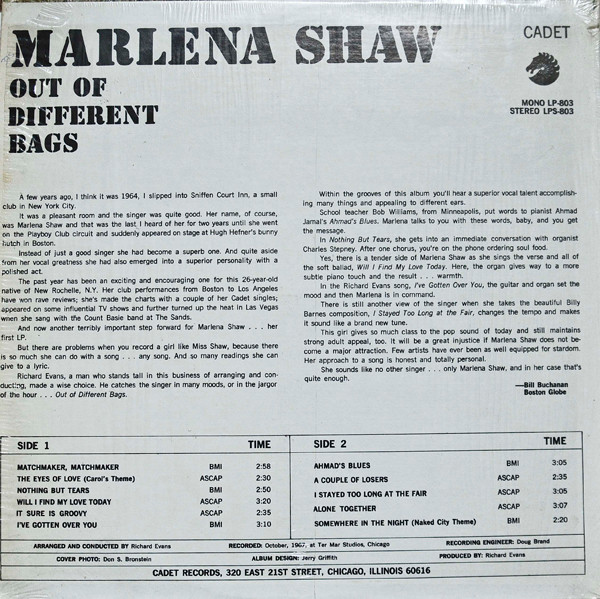 MARLENA SHAW
OUT OF
DIFFERENT
BAGS
CADET
MONO LP-803
STEREO LPS-803
A few years ago, I think it was 1964, I slipped into Sniffen Court Inn, a small
club in New York City.
It was a pleasant room and the singer was quite good. Her name, of course,
was Marlena Shaw and that was the last I heard of her for two years until she went
on the Playboy Club circuit and suddenly appeared on stage at Hugh Hefner's bunny
hutch in Boston.
Instead of just a good singer she had become a superb one. And quite aside
from her vocal greatness she had also emerged into a superior personality with a
polished act.
The past year has been an exciting and encouraging one for this 26-year-old
native of New Rochelle, N.Y. Her club performances from Boston to Los Angeles
have won rave reviews; she's made the charts with a couple of her Cadet singles;
appeared on some influential TV shows and further turned up the heat in Las Vegas
when she sang with the Count Basie band at The Sands.
And now another terribly important step forward for Marlena Shaw . . . her
first LP.
But there are problems when you record a girl like Miss Shaw, because there
is so much she can do with a song . . . any song. And so many readings she can
give to a lyric.
Richard Evans, a man who stands tall in this business of arranging and con-
ducting, made a wise choice. He catches the singer in many moods, or in the jargon
of the hour . . . Out of Different Bags.
Within the grooves of this album you'll hear a superior vocal talent accomplish-
ing many things and appealing to different ears.
School teacher Bob Williams, from Minneapolis, put words to pianist Ahmad
Jamal's Ahmad's Blues. Marlena talks to you with these words, baby, and you get
the message.
In Nothing But Tears, she gets into an immediate conversation with organist
Charles Stepney. After one chorus, you're on the phone ordering soul food.
Yes, there is a tender side of Marlena Shaw as she sings the verse and all of
the soft ballad, Will I Find My Love Today. Here, the organ gives way to a more
subtle piano touch and the result . . . warmth.
In the Richard Evans song, I've Gotten Over You, the guitar and organ set the
mood and then Marlena is in command.
There is still another view of the singer when she takes the beautiful Billy
Barnes composition, I Stayed Too Long at the Fair, changes the tempo and makes
it sound like a brand new tune.
This girl gives so much class to the pop sound of today and still maintains
strong adult appeal, too. It will be a great injustice if Marlena Shaw does not be-
come a major attraction. Few artists have ever been as well equipped for stardom.
Her approach to a song is honest and totally personal.
She sounds like no other singer . . . only Marlena Shaw, and in her case that's
quite enough.
—Bill Buchanan
Boston Globe
SIDE 1 TIME
MATCHMAKER, MATCHMAKER BMI 2:58
THE EYES OF LOVE (Carol's Theme) ASCAP 2:30
NOTHING BUT TEARS BMI 2:50
WILL I FIND MY LOVE TODAY ASCAP 3:20
IT SURE IS GROOVY ASCAP 2:35
I'VE GOTTEN OVER YOU BMI 3:10
SIDE 2 TIME
AHMAD'S BLUES BMI 3:05
A COUPLE OF LOSERS ASCAP 2:35
I STAYED TOO LONG AT THE FAIR ASCAP 3:05
ALONE TOGETHER ASCAP 3:07
SOMEWHERE IN THE NIGHT (Naked City Theme) BMI 2:20
ARRANGED AND CONDUCTED BY Richard Evans RECORDED: October, 1967, at Ter Mar Studios, Chicago RECORDING ENGINEER: Doug Brand
COVER PHOTO: Don S. Bronstein ALBUM DESIGN: Jerry Griffith PRODUCED BY: Richard Evans
CADET RECORDS, 320 EAST 21ST STREET, CHICAGO, ILLINOIS 60616